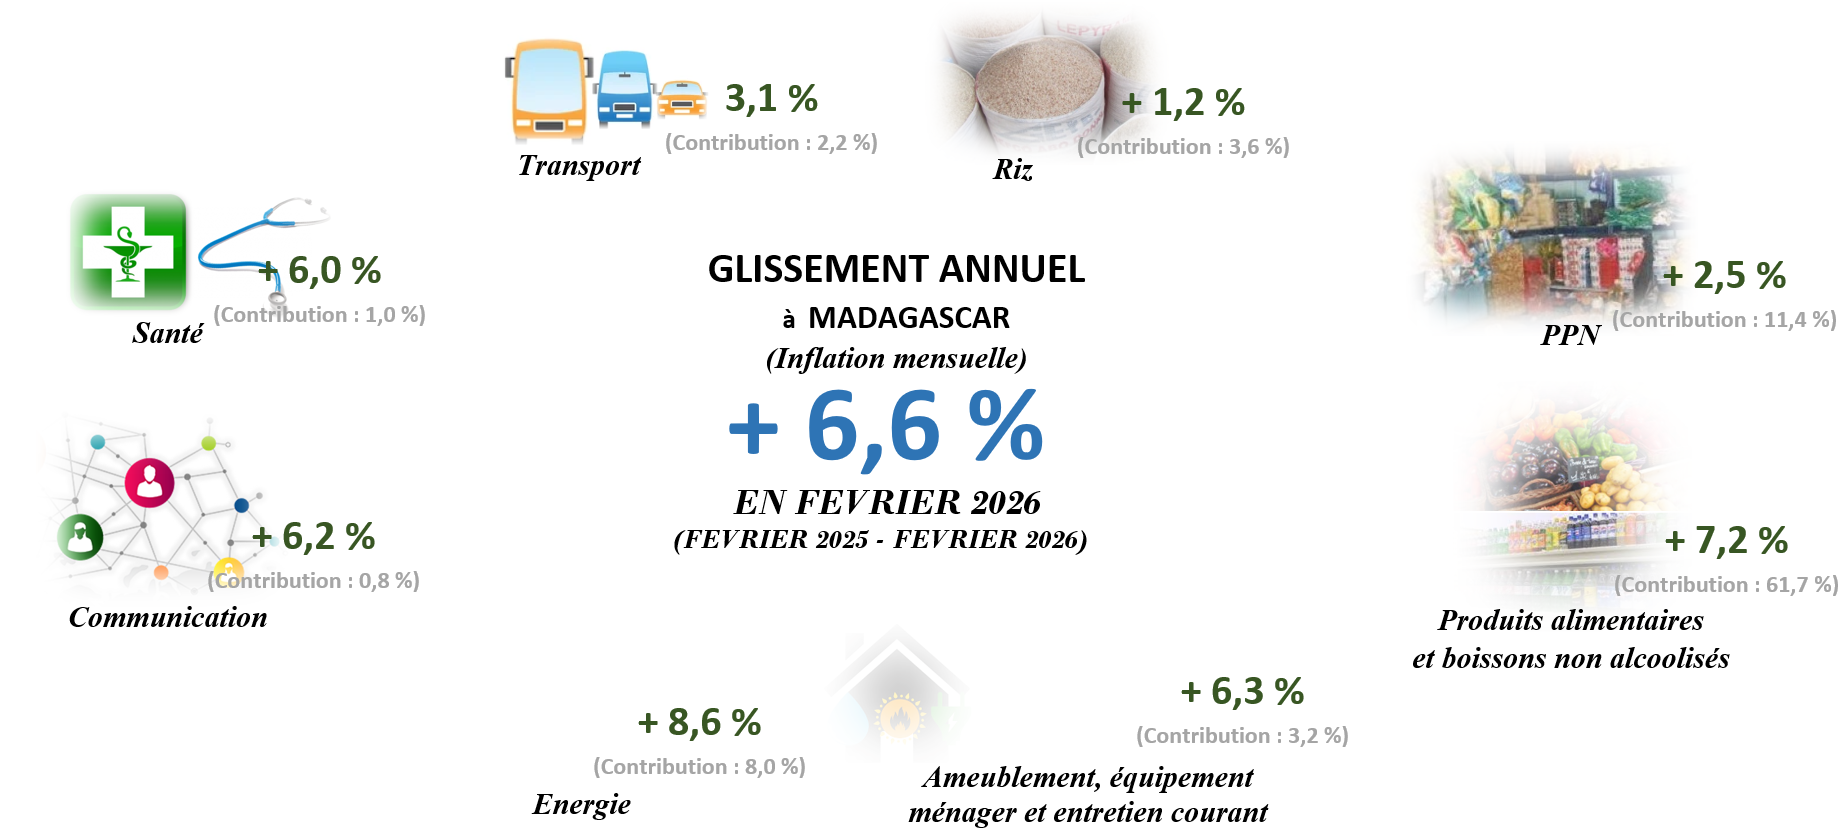 3,1 %
(Contribution : 2,2 %)
Transport
+ 1,2 %
(Contribution : 3,6 %)
Riz
+ 6,0 %
(Contribution : 1,0 %)
Santé
GLISSEMENT ANNUEL
à MADAGASCAR
(Inflation mensuelle)
+ 6,6 %
EN FEVRIER 2026
(FEVRIER 2025 - FEVRIER 2026)
+ 2,5 %
(Contribution : 11,4 %)
PPN
+ 6,2 %
(Contribution : 0,8 %)
Communication
+ 7,2 %
(Contribution : 61,7 %)
Produits alimentaires
et boissons non alcoolisés
+ 8,6 %
(Contribution : 8,0 %)
Energie
+ 6,3 %
(Contribution : 3,2 %)
Ameublement, équipement
ménager et entretien courant